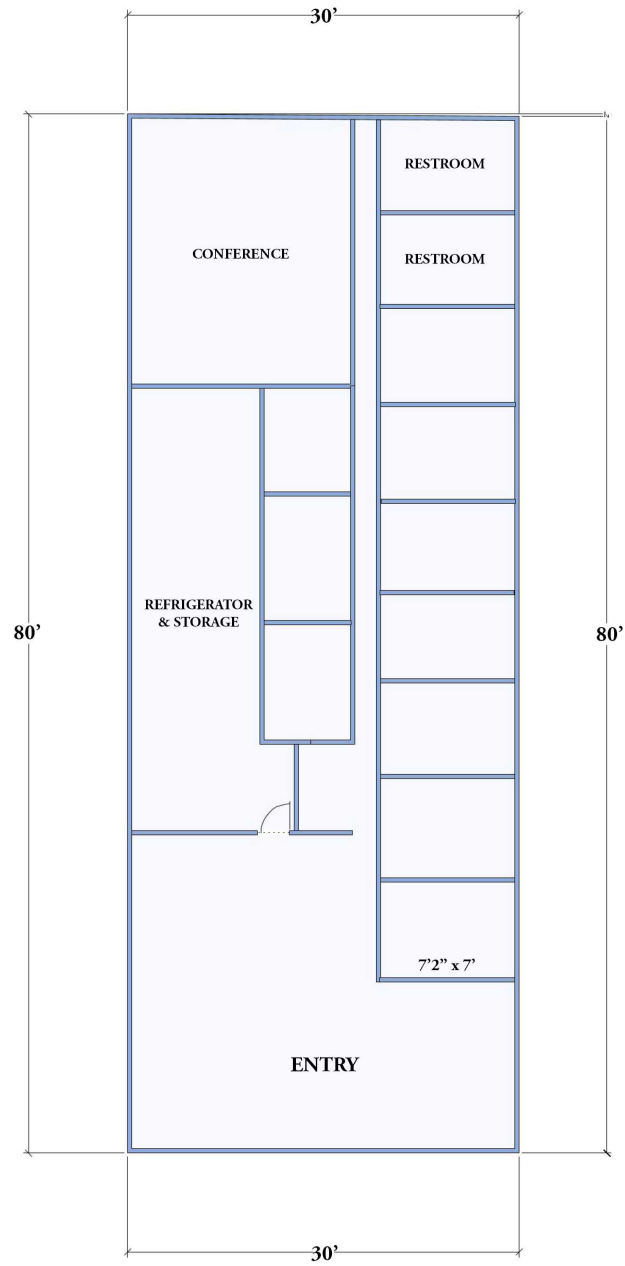 30’
RESTROOM
CONFERENCE
RESTROOM
REFRIGERATOR
& STORAGE
80’
80’
7’2” x 7’
ENTRY
30’